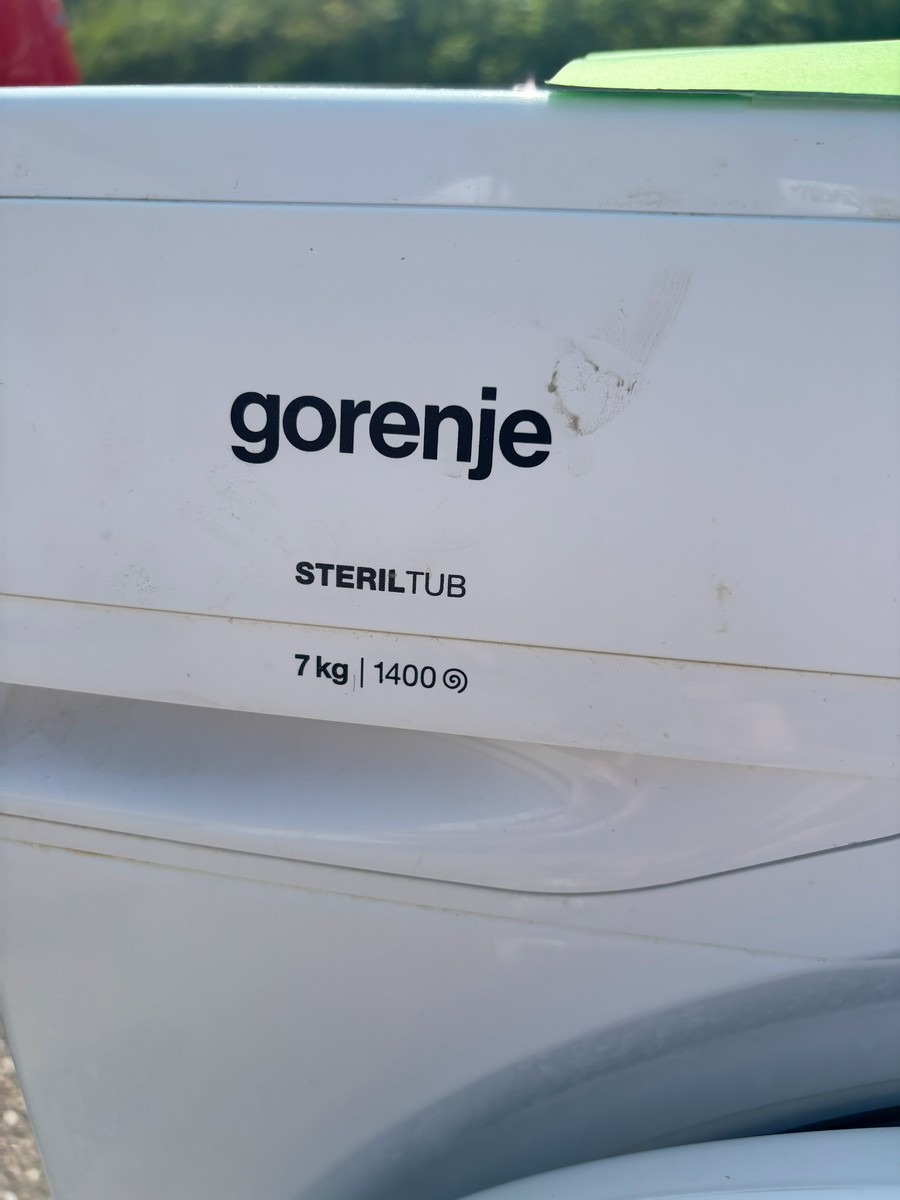 gorenje
STERILTUB
7 kg | 1400